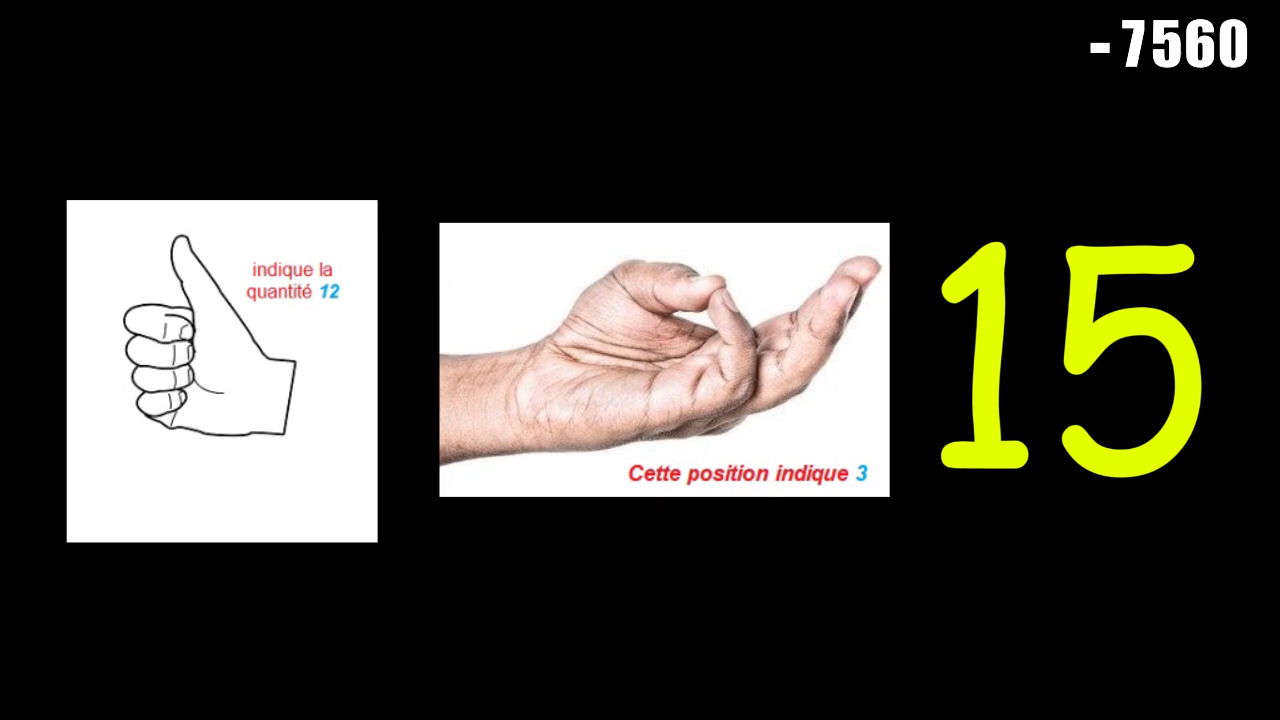 - 7560
indique la
quantité 12
Cette position indique 3
15